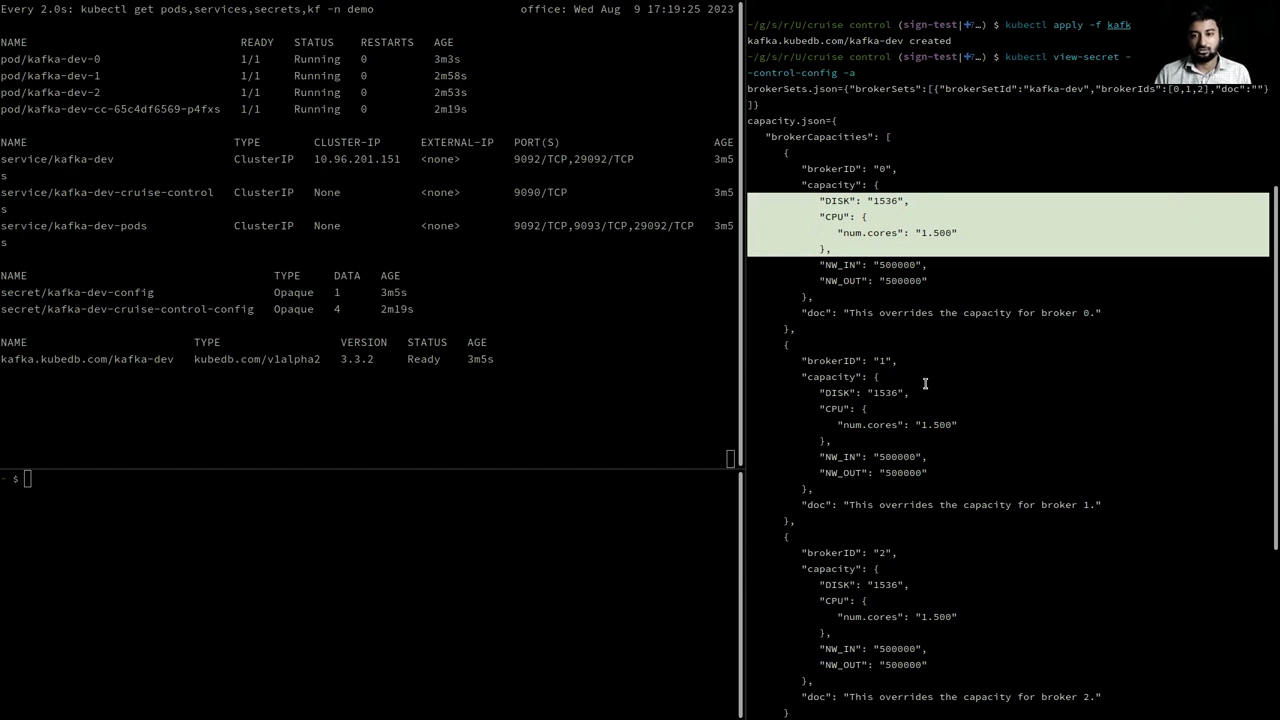 Every 2.0s: kubectl get pods,services,secrets,kf -n demo office: Wed Aug  9 17:19:25 2023
NAME READY STATUS RESTARTS AGE
pod/kafka-dev-0 1/1 Running 0 3m3s
pod/kafka-dev-1 1/1 Running 0 2m58s
pod/kafka-dev-2 1/1 Running 0 2m53s
pod/kafka-dev-cc-65c4df6569-p4fxs 1/1 Running 0 2m19s
NAME TYPE CLUSTER-IP EXTERNAL-IP PORT(S) AGE
service/kafka-dev ClusterIP 10.96.201.151 <none> 9092/TCP,29092/TCP 3m5
s
service/kafka-dev-cruise-control ClusterIP None <none> 9090/TCP 3m5
s
service/kafka-dev-pods ClusterIP None <none> 9092/TCP,9093/TCP,29092/TCP 3m5
s
NAME TYPE DATA AGE
secret/kafka-dev-config Opaque 1 3m5s
secret/kafka-dev-cruise-control-config Opaque 4 2m19s
NAME TYPE VERSION STATUS AGE
kafka.kubedb.com/kafka-dev kubedb.com/v1alpha2 3.3.2 Ready 3m5s
~ $
~/g/s/r/U/cruise control (sign-test|✚7…) $ kubectl apply -f kafk
kafka.kubedb.com/kafka-dev created
~/g/s/r/U/cruise control (sign-test|✚7…) $ kubectl view-secret -
-control-config -a
brokerSets.json={"brokerSets":[{"brokerSetId":"kafka-dev","brokerIds":[0,1,2],"doc":""}
]}
capacity.json={
"brokerCapacities": [
{
"brokerID": "0",
"capacity": {
"DISK": "1536",
"CPU": {
"num.cores": "1.500"
},
"NW_IN": "500000",
"NW_OUT": "500000"
},
"doc": "This overrides the capacity for broker 0."
},
{
"brokerID": "1",
"capacity": {
"DISK": "1536",
"CPU": {
"num.cores": "1.500"
},
"NW_IN": "500000",
"NW_OUT": "500000"
},
"doc": "This overrides the capacity for broker 1."
},
{
"brokerID": "2",
"capacity": {
"DISK": "1536",
"CPU": {
"num.cores": "1.500"
},
"NW_IN": "500000",
"NW_OUT": "500000"
},
"doc": "This overrides the capacity for broker 2."
}